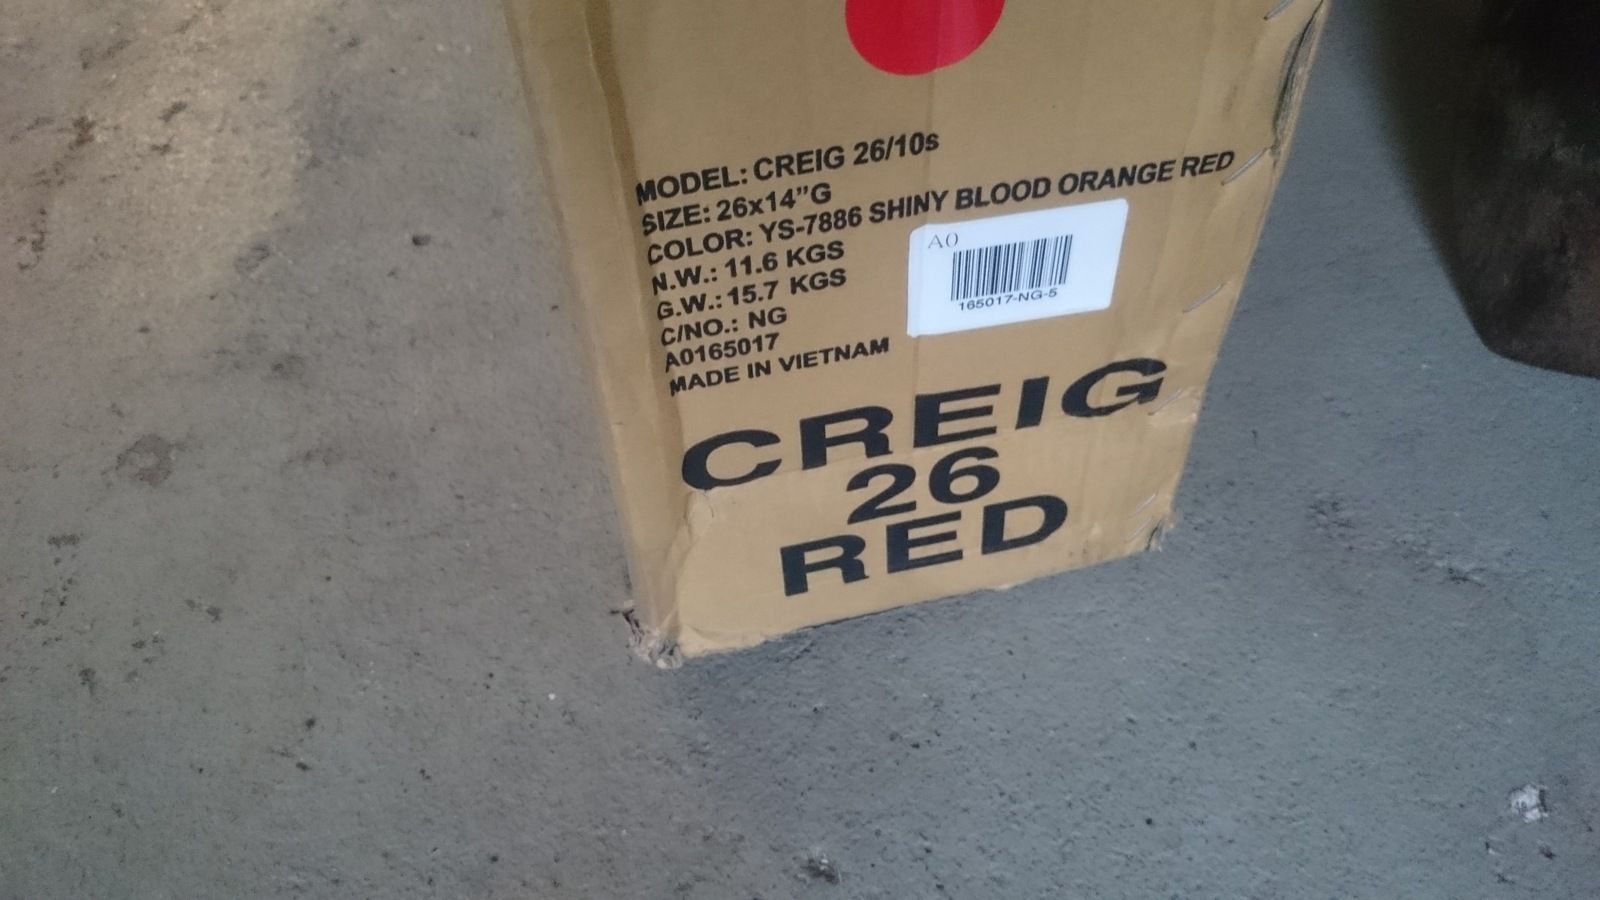 MODEL: CREIG 26/10s
SIZE: 26x14”G
COLOR: YS-7886 SHINY BLOOD ORANGE RED
N.W.: 11.6 KGS
G.W.: 15.7 KGS
C/NO.: NG
A0165017
MADE IN VIETNAM
A0
165017-NG-5
CREIG
26
RED